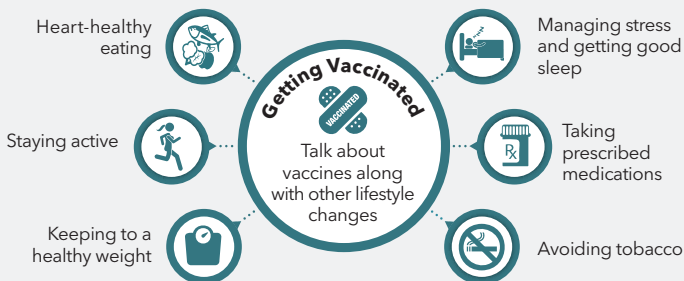 Heart-healthy
eating
Staying active
Keeping to a
healthy weight
Getting Vaccinated
VACCINATED
Talk about
vaccines along
with other lifestyle
changes
Managing stress
and getting good
sleep
Rx
Taking
prescribed
medications
Avoiding tobacco